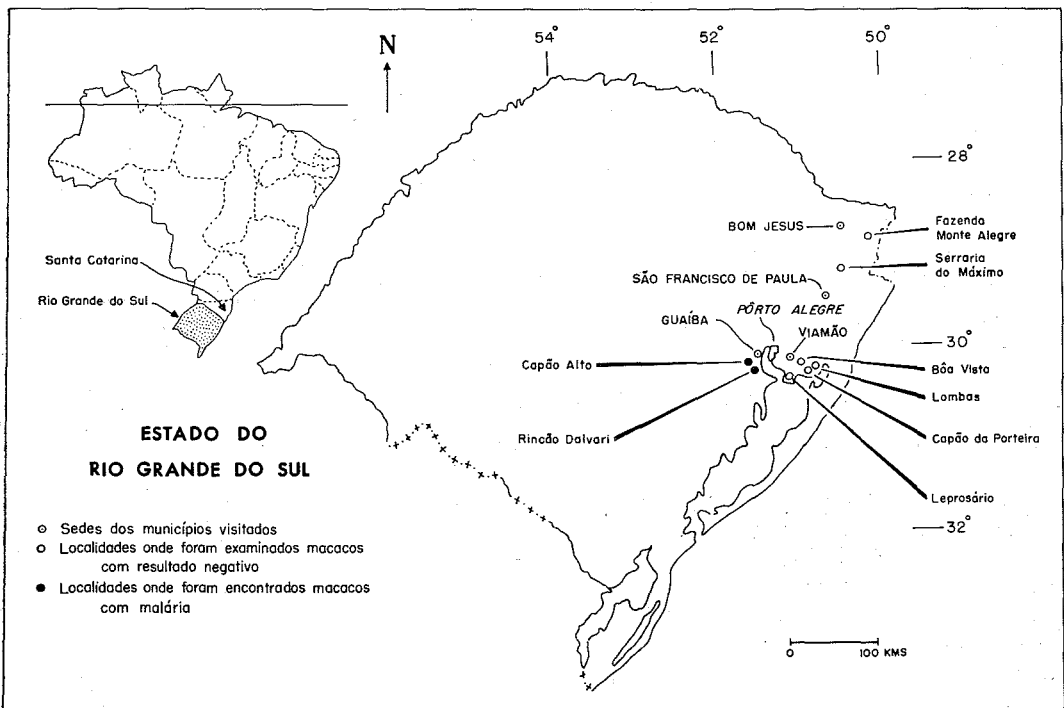 54°
52°
50°
N
28°
BOM JESUS
Fazenda
Monte Alegre
Santa Catarina
Serraria
do Máximo
Rio Grande do Sul
SÃO FRANCISCO DE PAULA
PÔRTO ALEGRE
GUAÍBA
VIAMÃO
30°
Capão Alto
Bôa Vista
Lombas
Rincão Dalvari
Capão da Porteira
ESTADO DO
RIO GRANDE DO SUL
Leprosário
32°
Sedes dos municípios visitados
Localidades onde foram examinados macacos
com resultado negativo
Localidades onde foram encontrados macacos
com malária
0 100 KMS